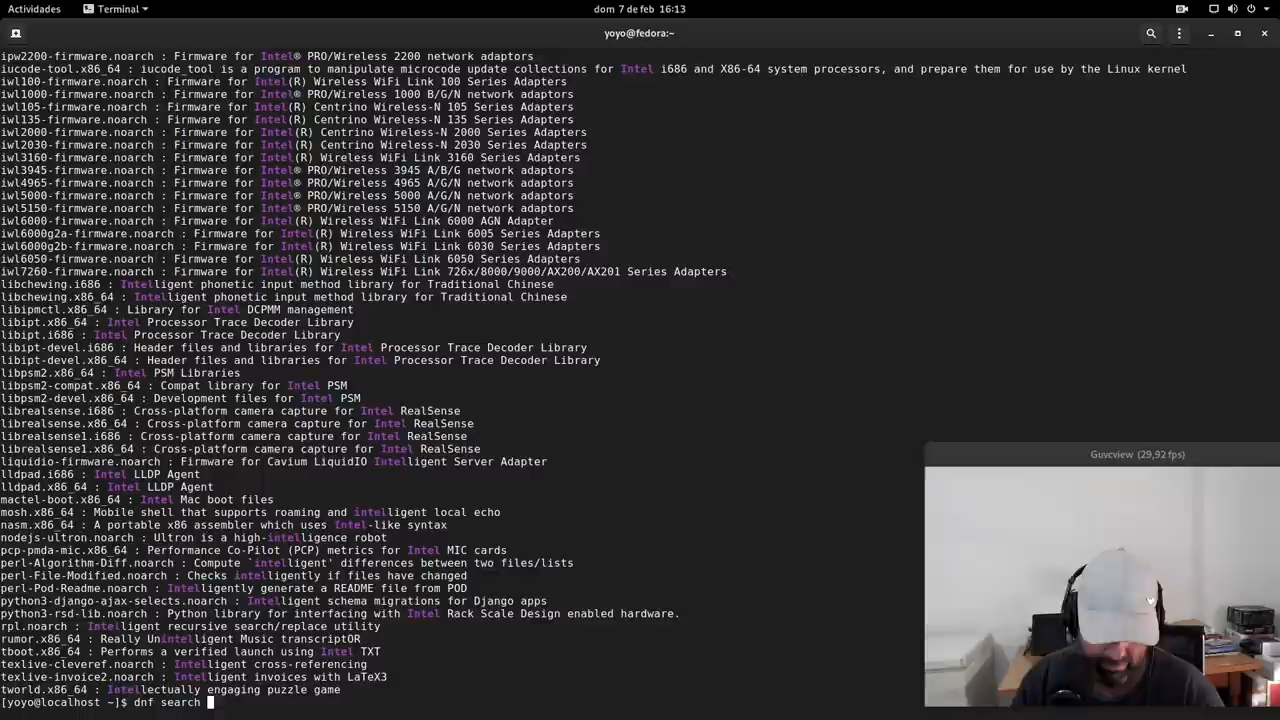 Actividades
Terminal
dom 7 de feb 16:13
yoyo@fedora:~
ipw2200-firmware.noarch : Firmware for Intel® PRO/Wireless 2200 network adaptors
iucode-tool.x86_64 : iucode_tool is a program to manipulate microcode update collections for Intel i686 and X86-64 system processors, and prepare them for use by the Linux kernel
iwl100-firmware.noarch : Firmware for Intel(R) Wireless WiFi Link 100 Series Adapters
iwl1000-firmware.noarch : Firmware for Intel® PRO/Wireless 1000 B/G/N network adaptors
iwl105-firmware.noarch : Firmware for Intel(R) Centrino Wireless-N 105 Series Adapters
iwl135-firmware.noarch : Firmware for Intel(R) Centrino Wireless-N 135 Series Adapters
iwl2000-firmware.noarch : Firmware for Intel(R) Centrino Wireless-N 2000 Series Adapters
iwl2030-firmware.noarch : Firmware for Intel(R) Centrino Wireless-N 2030 Series Adapters
iwl3160-firmware.noarch : Firmware for Intel(R) Wireless WiFi Link 3160 Series Adapters
iwl3945-firmware.noarch : Firmware for Intel® PRO/Wireless 3945 A/B/G network adaptors
iwl4965-firmware.noarch : Firmware for Intel® PRO/Wireless 4965 A/G/N network adaptors
iwl5000-firmware.noarch : Firmware for Intel® PRO/Wireless 5000 A/G/N network adaptors
iwl5150-firmware.noarch : Firmware for Intel® PRO/Wireless 5150 A/G/N network adaptors
iwl6000-firmware.noarch : Firmware for Intel(R) Wireless WiFi Link 6000 AGN Adapter
iwl6000g2a-firmware.noarch : Firmware for Intel(R) Wireless WiFi Link 6005 Series Adapters
iwl6000g2b-firmware.noarch : Firmware for Intel(R) Wireless WiFi Link 6030 Series Adapters
iwl6050-firmware.noarch : Firmware for Intel(R) Wireless WiFi Link 6050 Series Adapters
iwl7260-firmware.noarch : Firmware for Intel(R) Wireless WiFi Link 726x/8000/9000/AX200/AX201 Series Adapters
libchewing.i686 : Intelligent phonetic input method library for Traditional Chinese
libchewing.x86_64 : Intelligent phonetic input method library for Traditional Chinese
libipmctl.x86_64 : Library for Intel DCPMM management
libipt.x86_64 : Intel Processor Trace Decoder Library
libipt.i686 : Intel Processor Trace Decoder Library
libipt-devel.i686 : Header files and libraries for Intel Processor Trace Decoder Library
libipt-devel.x86_64 : Header files and libraries for Intel Processor Trace Decoder Library
libpsm2.x86_64 : Intel PSM Libraries
libpsm2-compat.x86_64 : Compat library for Intel PSM
libpsm2-devel.x86_64 : Development files for Intel PSM
librealsense.i686 : Cross-platform camera capture for Intel RealSense
librealsense.x86_64 : Cross-platform camera capture for Intel RealSense
librealsense1.i686 : Cross-platform camera capture for Intel RealSense
librealsense1.x86_64 : Cross-platform camera capture for Intel RealSense
liquidio-firmware.noarch : Firmware for Cavium LiquidIO Intelligent Server Adapter
lldpad.i686 : Intel LLDP Agent
lldpad.x86_64 : Intel LLDP Agent
mactel-boot.x86_64 : Intel Mac boot files
mosh.x86_64 : Mobile shell that supports roaming and intelligent local echo
nasm.x86_64 : A portable x86 assembler which uses Intel-like syntax
nodejs-ultron.noarch : Ultron is a high-intelligence robot
pcp-pmda-mic.x86_64 : Performance Co-Pilot (PCP) metrics for Intel MIC cards
perl-Algorithm-Diff.noarch : Compute `intelligent' differences between two files/lists
perl-File-Modified.noarch : Checks intelligently if files have changed
perl-Pod-Readme.noarch : Intelligently generate a README file from POD
python3-django-ajax-selects.noarch : Intelligent schema migrations for Django apps
python3-rsd-lib.noarch : Python library for interfacing with Intel Rack Scale Design enabled hardware.
rpl.noarch : Intelligent recursive search/replace utility
rumor.x86_64 : Really Unintelligent Music transcriptOR
tboot.x86_64 : Performs a verified launch using Intel TXT
texlive-cleveref.noarch : Intelligent cross-referencing
texlive-invoice2.noarch : Intelligent invoices with LaTeX3
tworld.x86_64 : Intellectually engaging puzzle game
[yoyo@localhost ~]$ dnf search
Guvcview (29,92 fps)